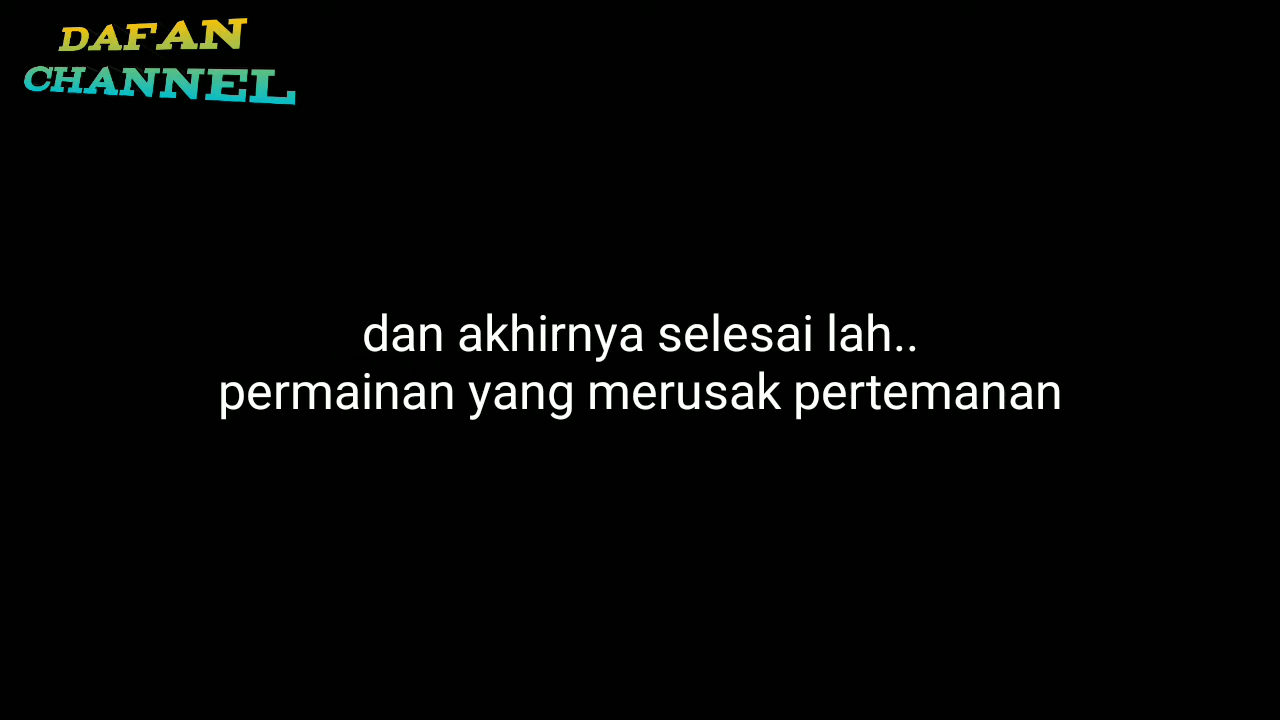 DAFAN
CHANNEL
dan akhirnya selesai lah..
permainan yang merusak pertemanan